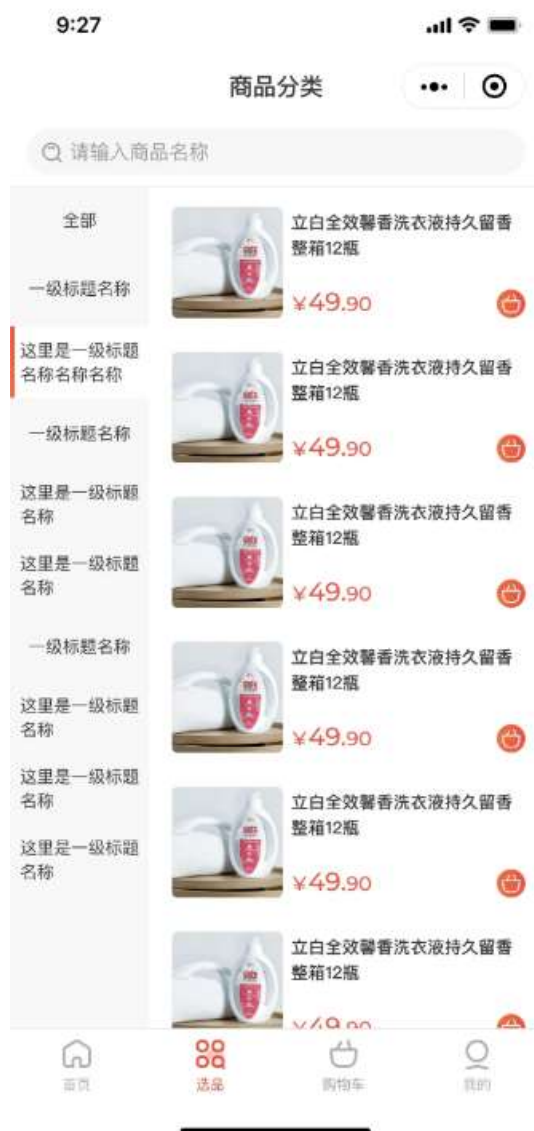 9:27
商品分类
请输入商品名称
全部
一级标题名称
这里是一级标题
名称名称名称
一级标题名称
这里是一级标题
名称
这里是一级标题
名称
一级标题名称
这里是一级标题
名称
这里是一级标题
名称
这里是一级标题
名称
立白全效馨香洗衣液持久留香
整箱12瓶
¥49.90
立白全效馨香洗衣液持久留香
整箱12瓶
¥49.90
立白全效馨香洗衣液持久留香
整箱12瓶
¥49.90
立白全效馨香洗衣液持久留香
整箱12瓶
¥49.90
立白全效馨香洗衣液持久留香
整箱12瓶
¥49.90
立白全效馨香洗衣液持久留香
整箱12瓶
¥49.90
首页
选品
购物车
我的